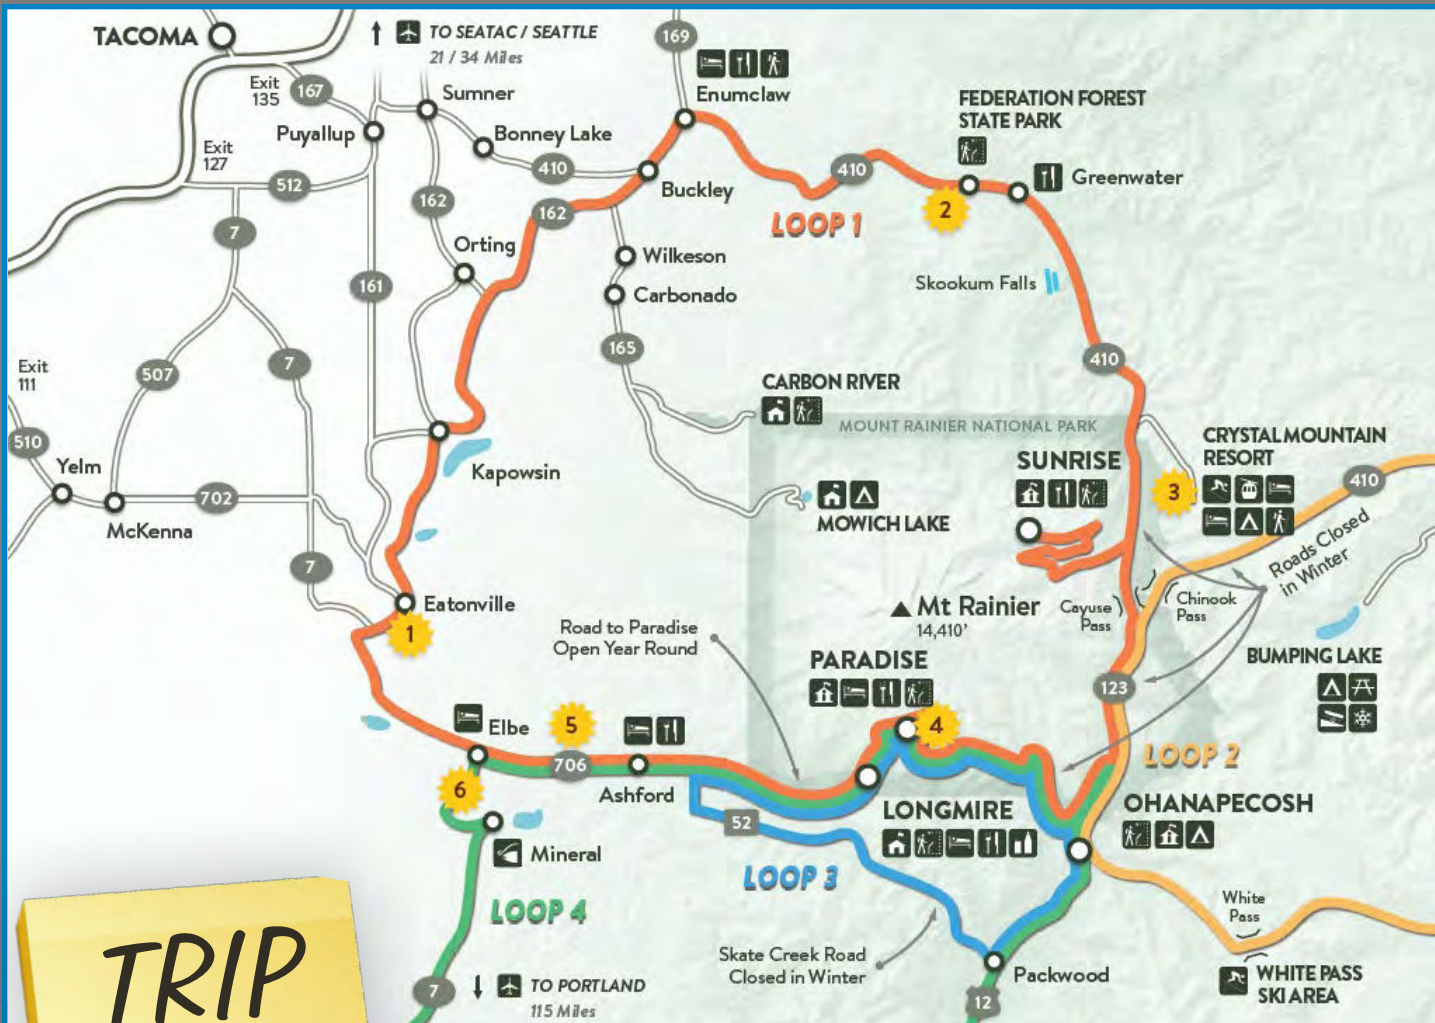 TACOMA
TO SEATAC / SEATTLE
21 / 34 Miles
169
Exit
135
167
Sumner
Enumclaw
Puyallup
Bonney Lake
FEDERATION FOREST
STATE PARK
Exit
127
512
410
410
Greenwater
162
162
Buckley
2
LOOP 1
7
Orting
Wilkeson
161
Carbonado
Skookum Falls
165
410
Exit
111
507
7
CARBON RIVER
MOUNT RAINIER NATIONAL PARK
510
Yelm
Kapowsin
SUNRISE
CRYSTAL MOUNTAIN
RESORT
3
410
702
McKenna
MOWICH LAKE
Roads Closed
in Winter
7
Eatonville
1
Mt Rainier
14,410'
Cayuse
Pass
Chinook
Pass
Road to Paradise
Open Year Round
PARADISE
BUMPING LAKE
123
Elbe
5
4
706
LOOP 2
6
Ashford
LONGMIRE
OHANAPECOSH
52
Mineral
LOOP 3
LOOP 4
White
Pass
TRIP
Skate Creek Road
Closed in Winter
Packwood
WHITE PASS
SKI AREA
7
TO PORTLAND
115 Miles
12